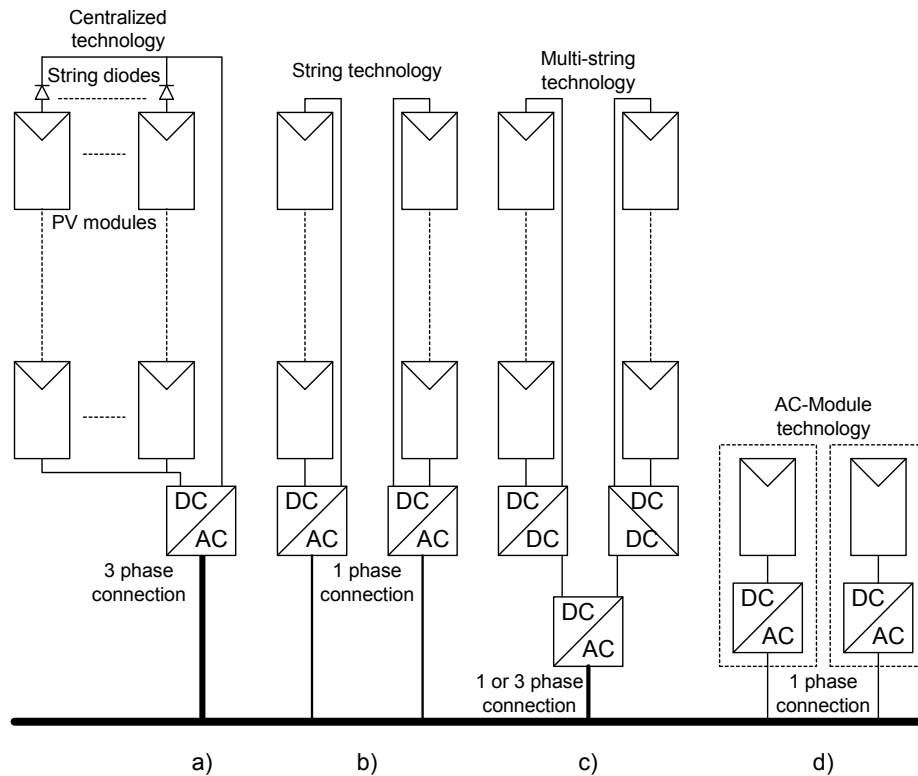 Centralized
technology
String diodes
PV modules
DC
AC
3 phase
connection
a)
String technology
DC
AC
DC
AC
1 phase
connection
b)
Multi-string
technology
DC
DC
DC
DC
DC
AC
1 or 3 phase
connection
c)
AC-Module
technology
DC
AC
DC
AC
1 phase
connection
d)